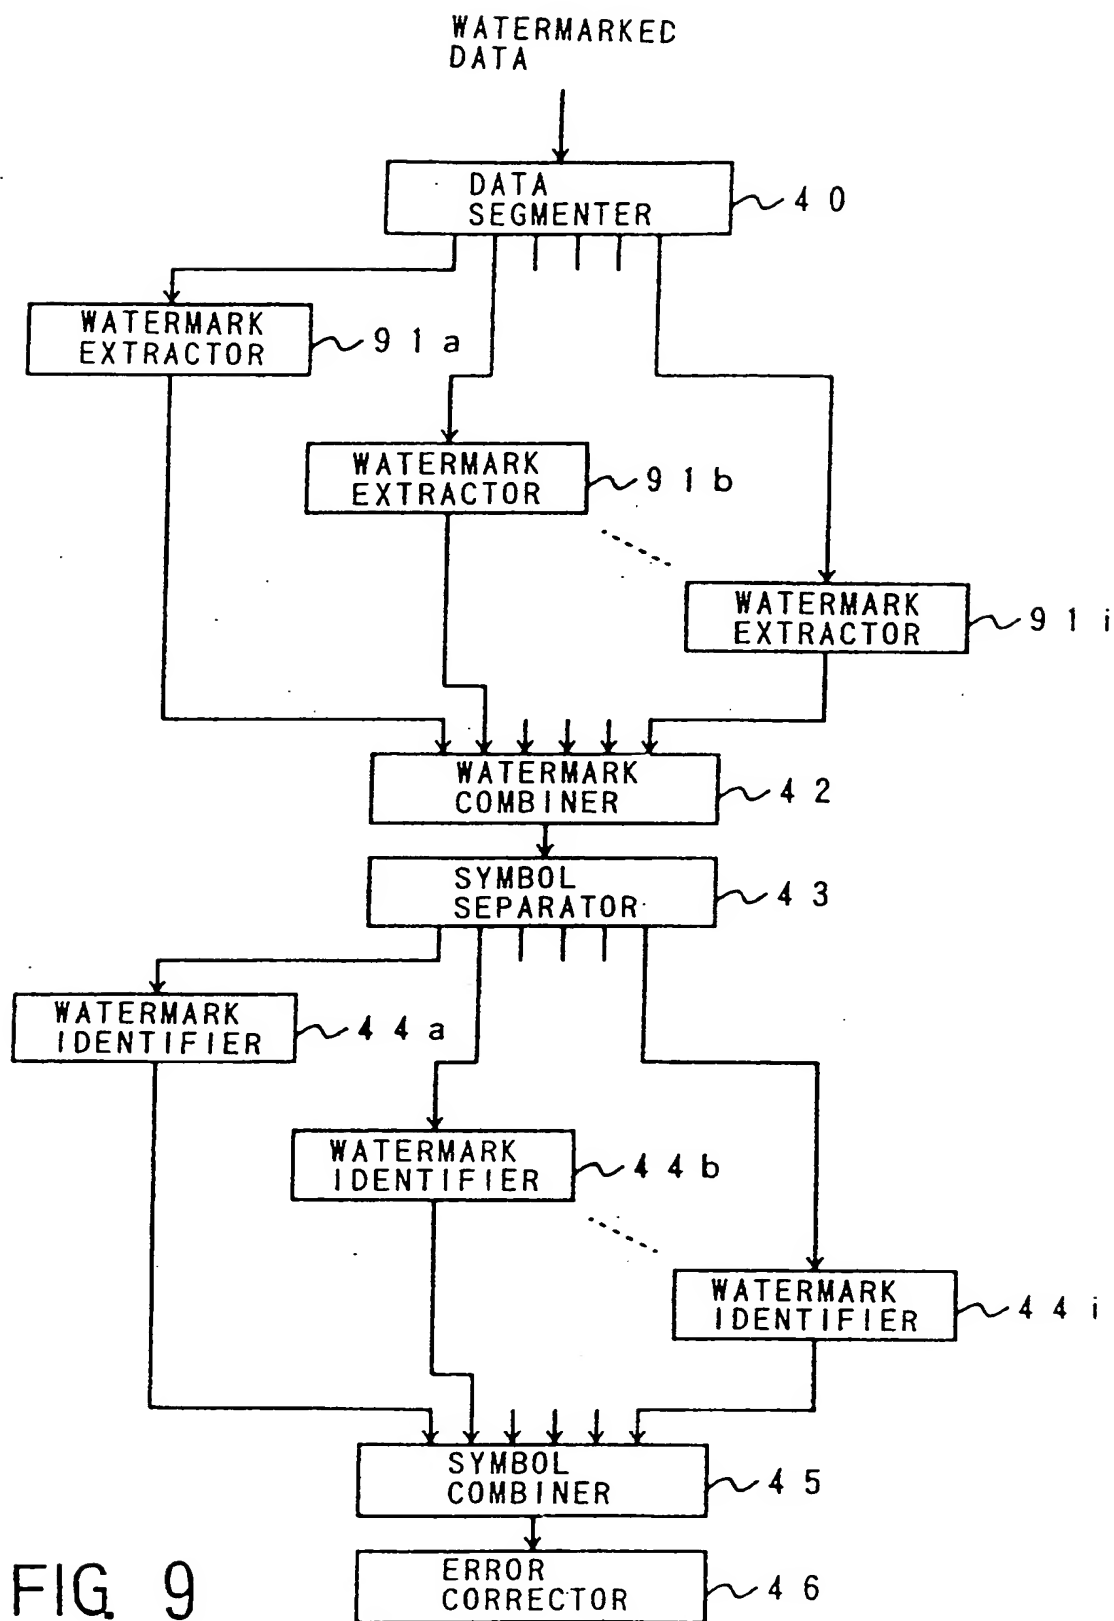 WATERMARKED
DATA
DATA
SEGMENTER
40
WATERMARK
EXTRACTOR
91a
WATERMARK
EXTRACTOR
91b
WATERMARK
EXTRACTOR
91i
WATERMARK
COMBINER
42
SYMBOL
SEPARATOR
43
WATERMARK
IDENTIFIER
44a
WATERMARK
IDENTIFIER
44b
WATERMARK
IDENTIFIER
44i
SYMBOL
COMBINER
45
ERROR
CORRECTOR
46
FIG. 9